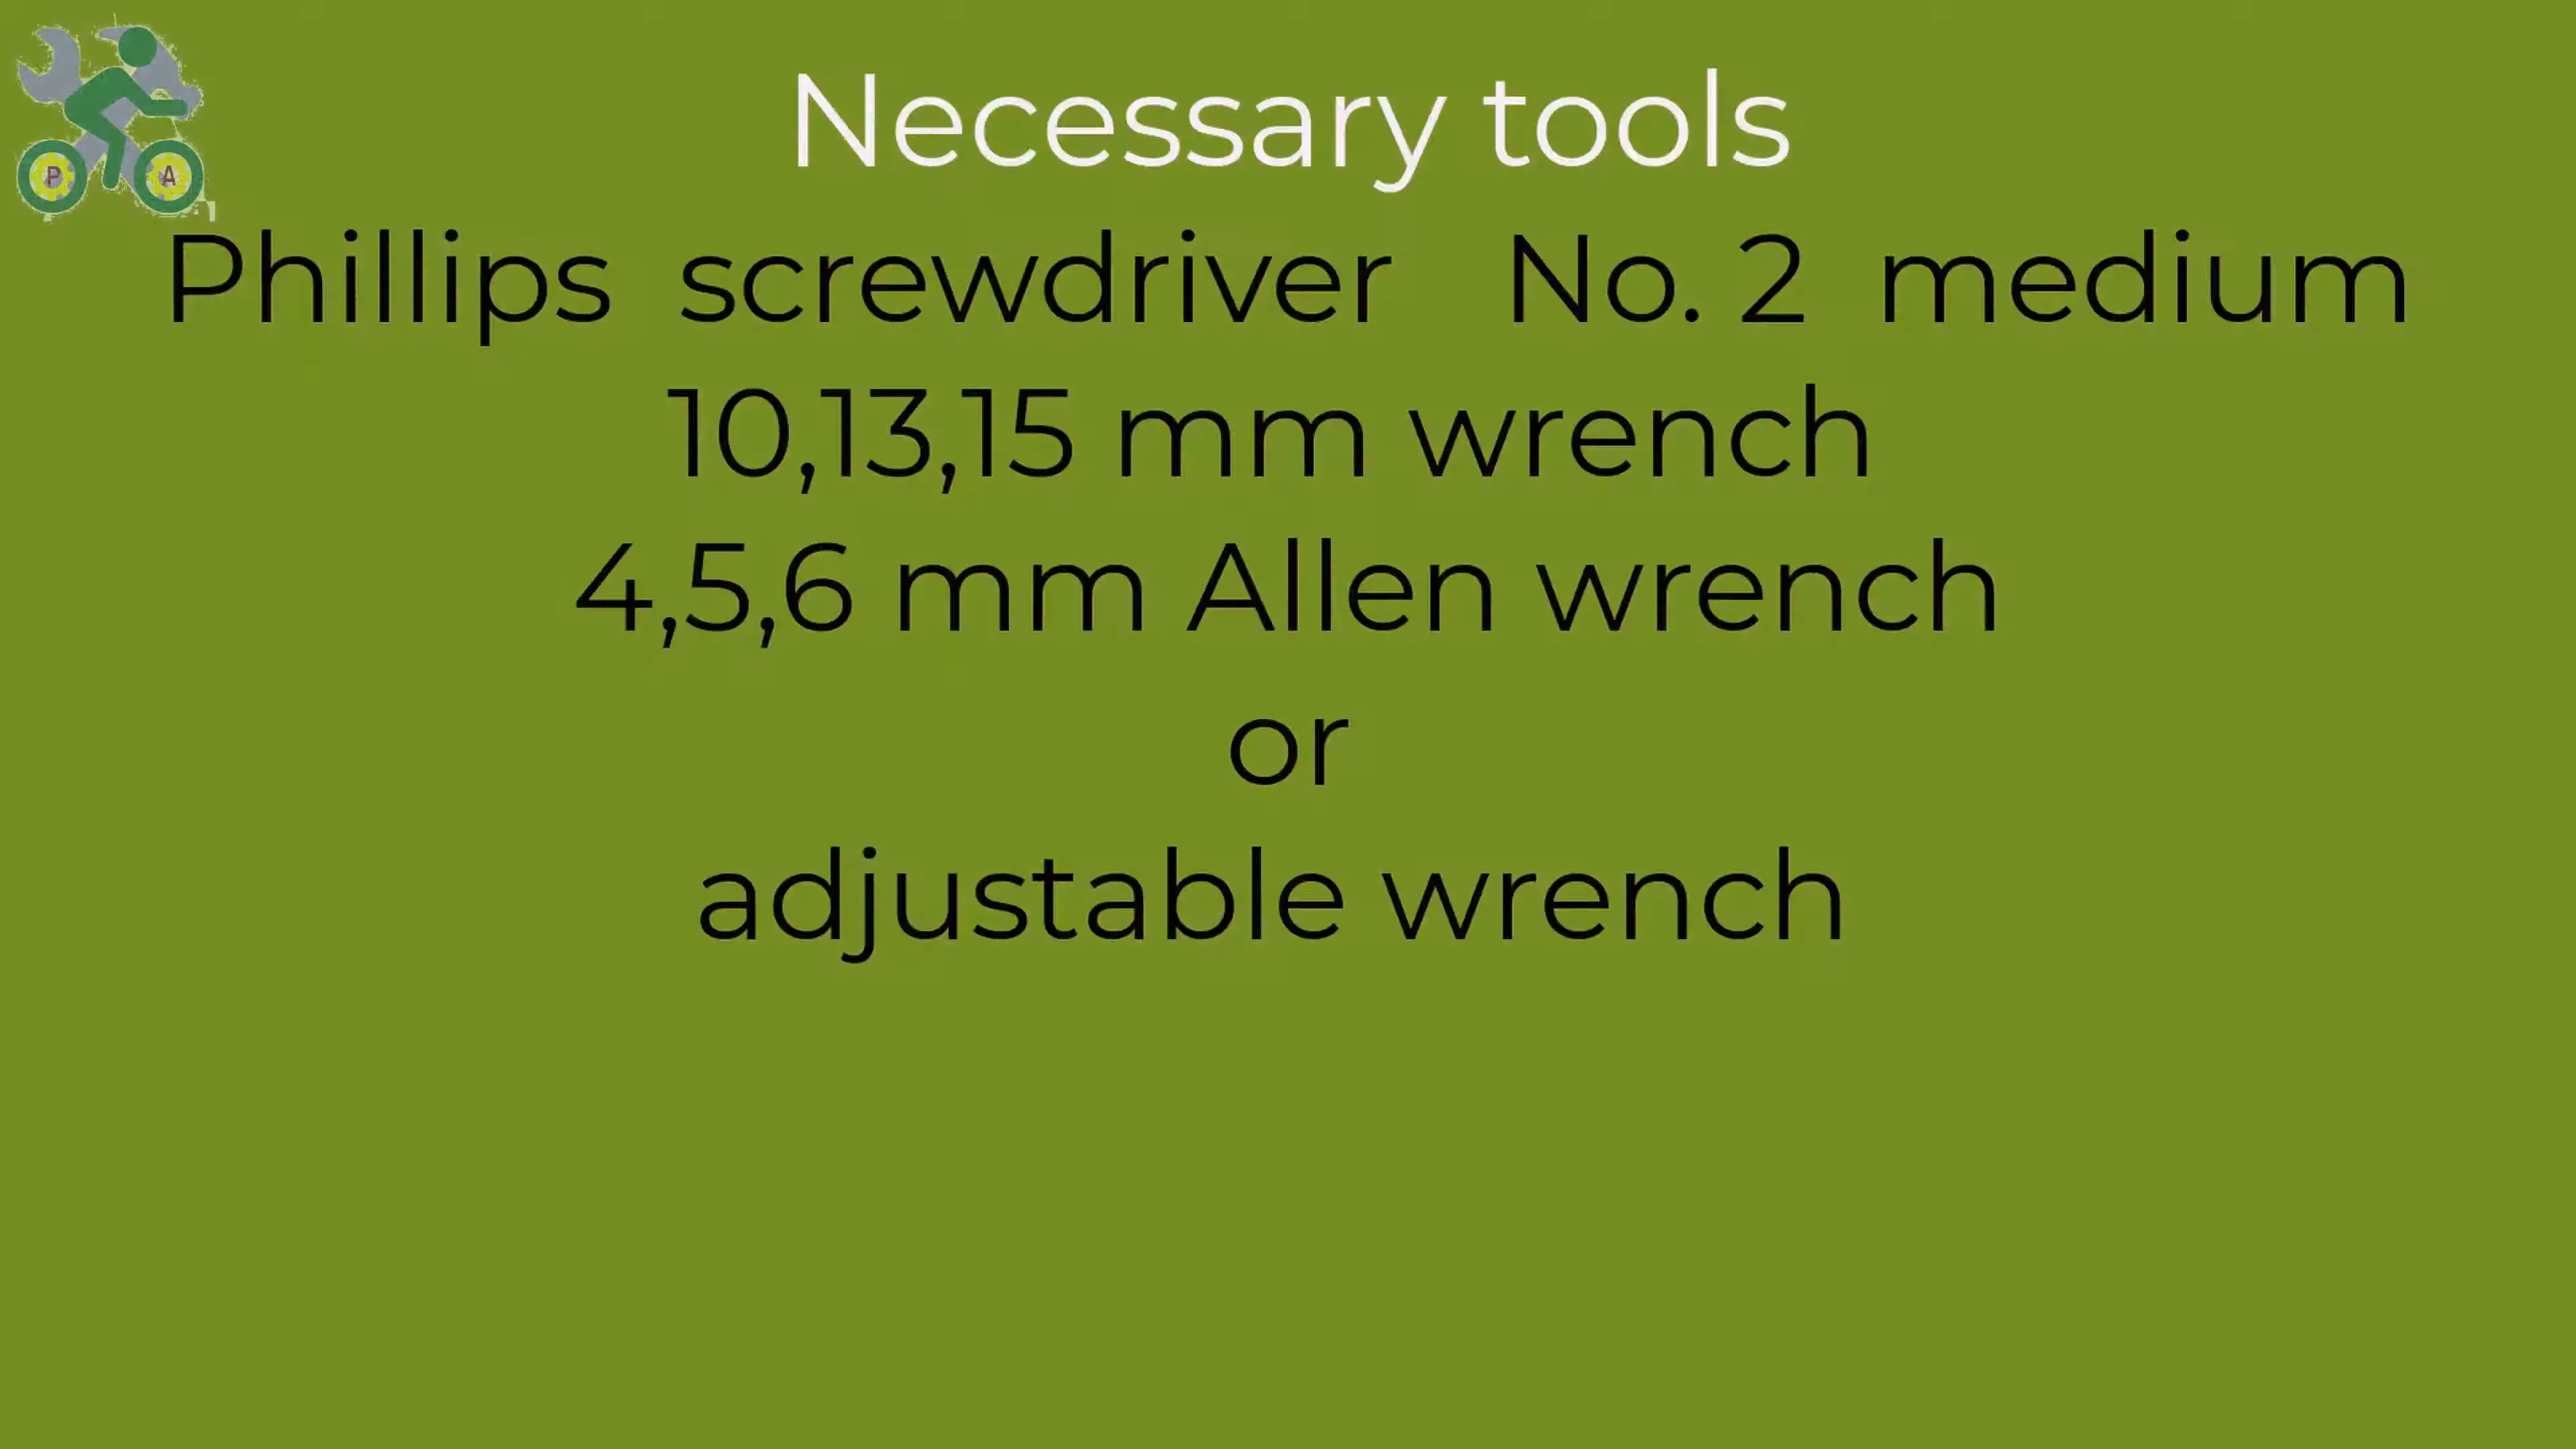 Necessary tools
Phillips screwdriver No. 2 medium
10,13,15 mm wrench
4,5,6 mm Allen wrench
or
adjustable wrench
P A